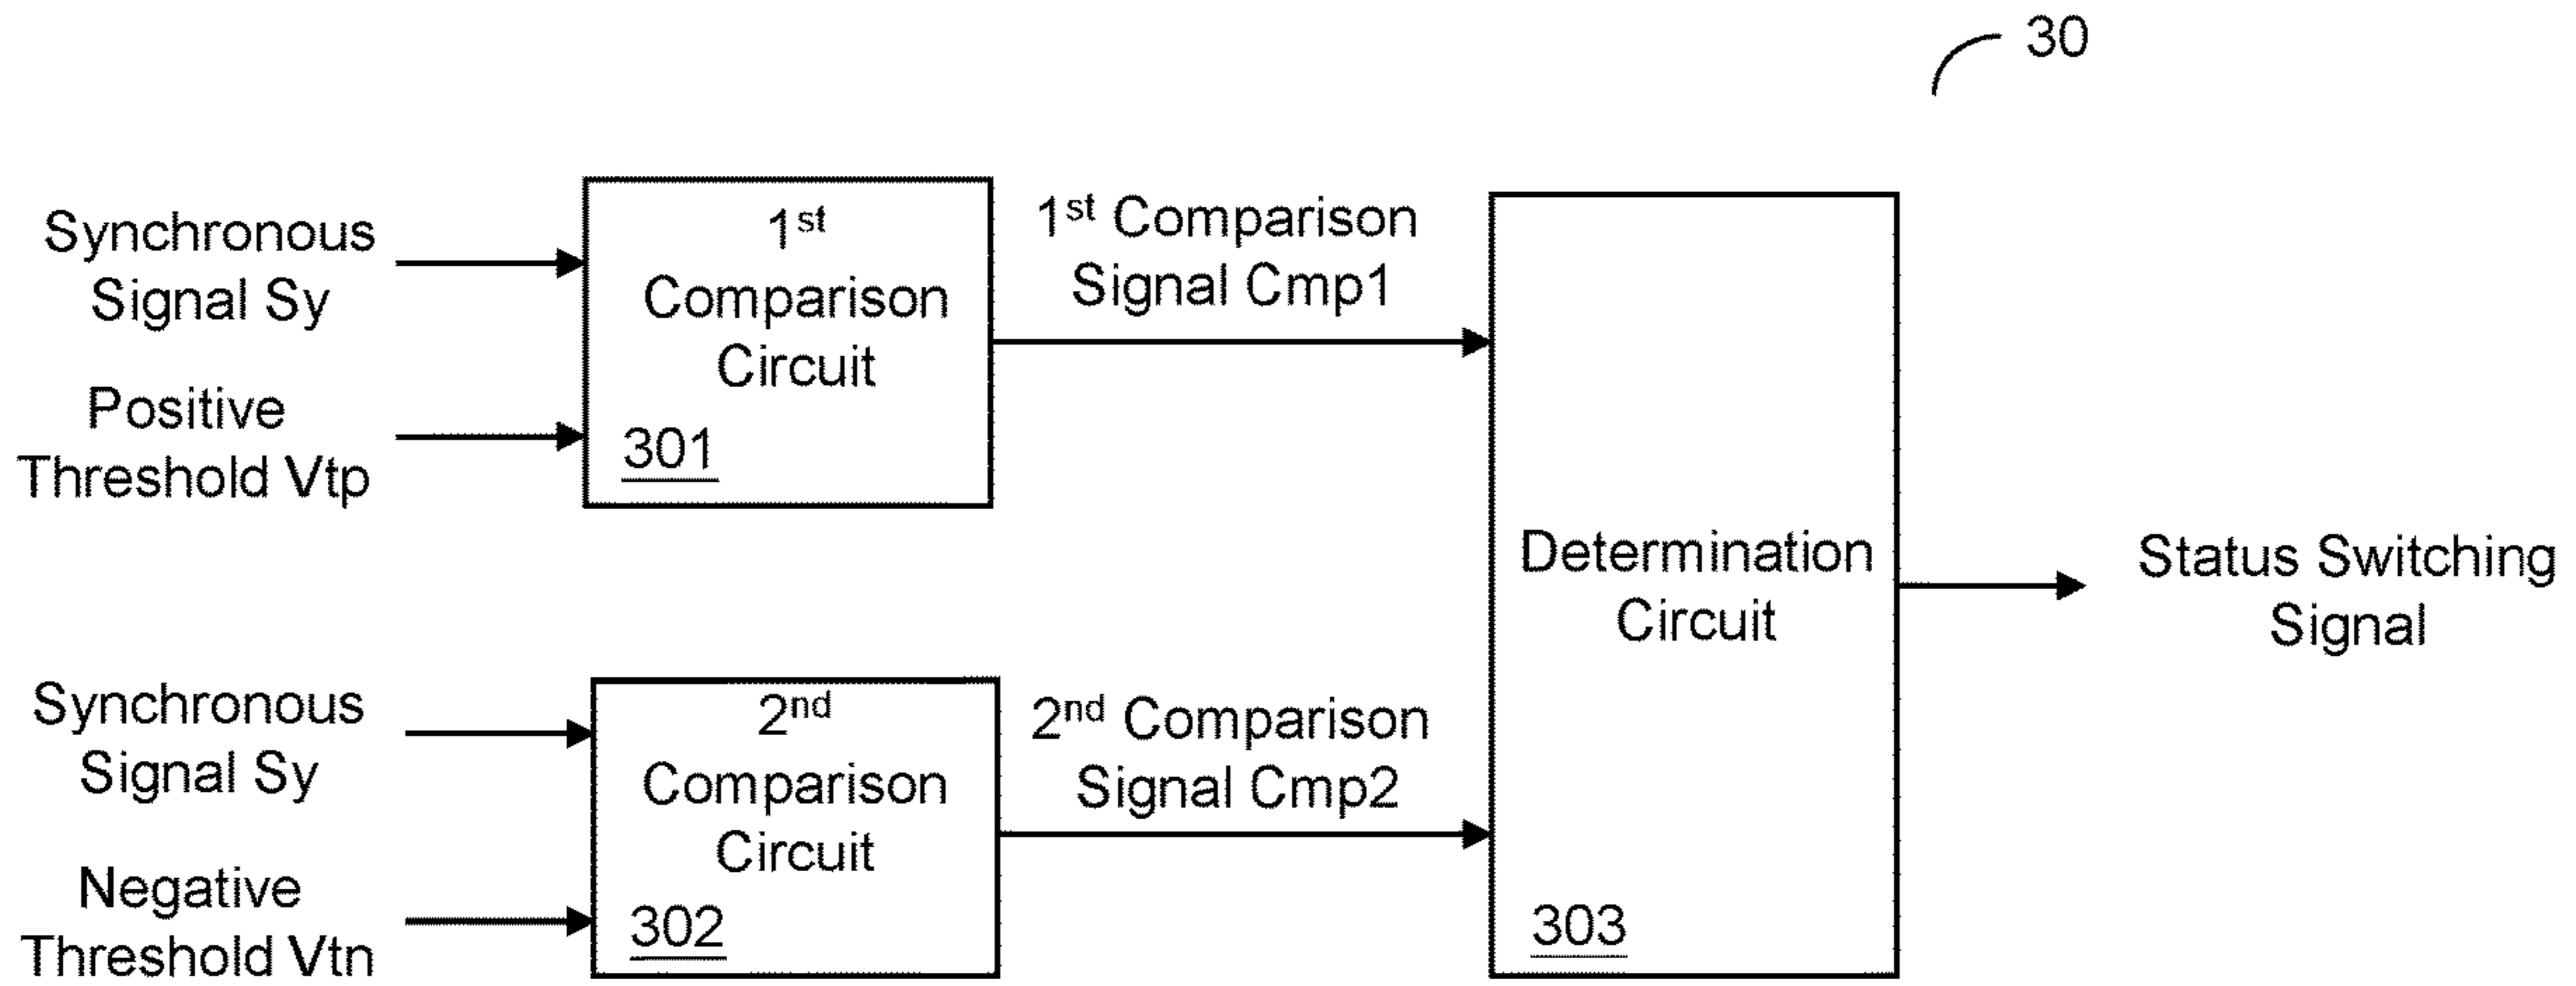 30
Synchronous
Signal Sy
Positive
Threshold Vtp
1st
Comparison
Circuit
301
1st Comparison
Signal Cmp1
Synchronous
Signal Sy
Negative
Threshold Vtn
2nd
Comparison
Circuit
302
2nd Comparison
Signal Cmp2
Determination
Circuit
303
Status Switching
Signal